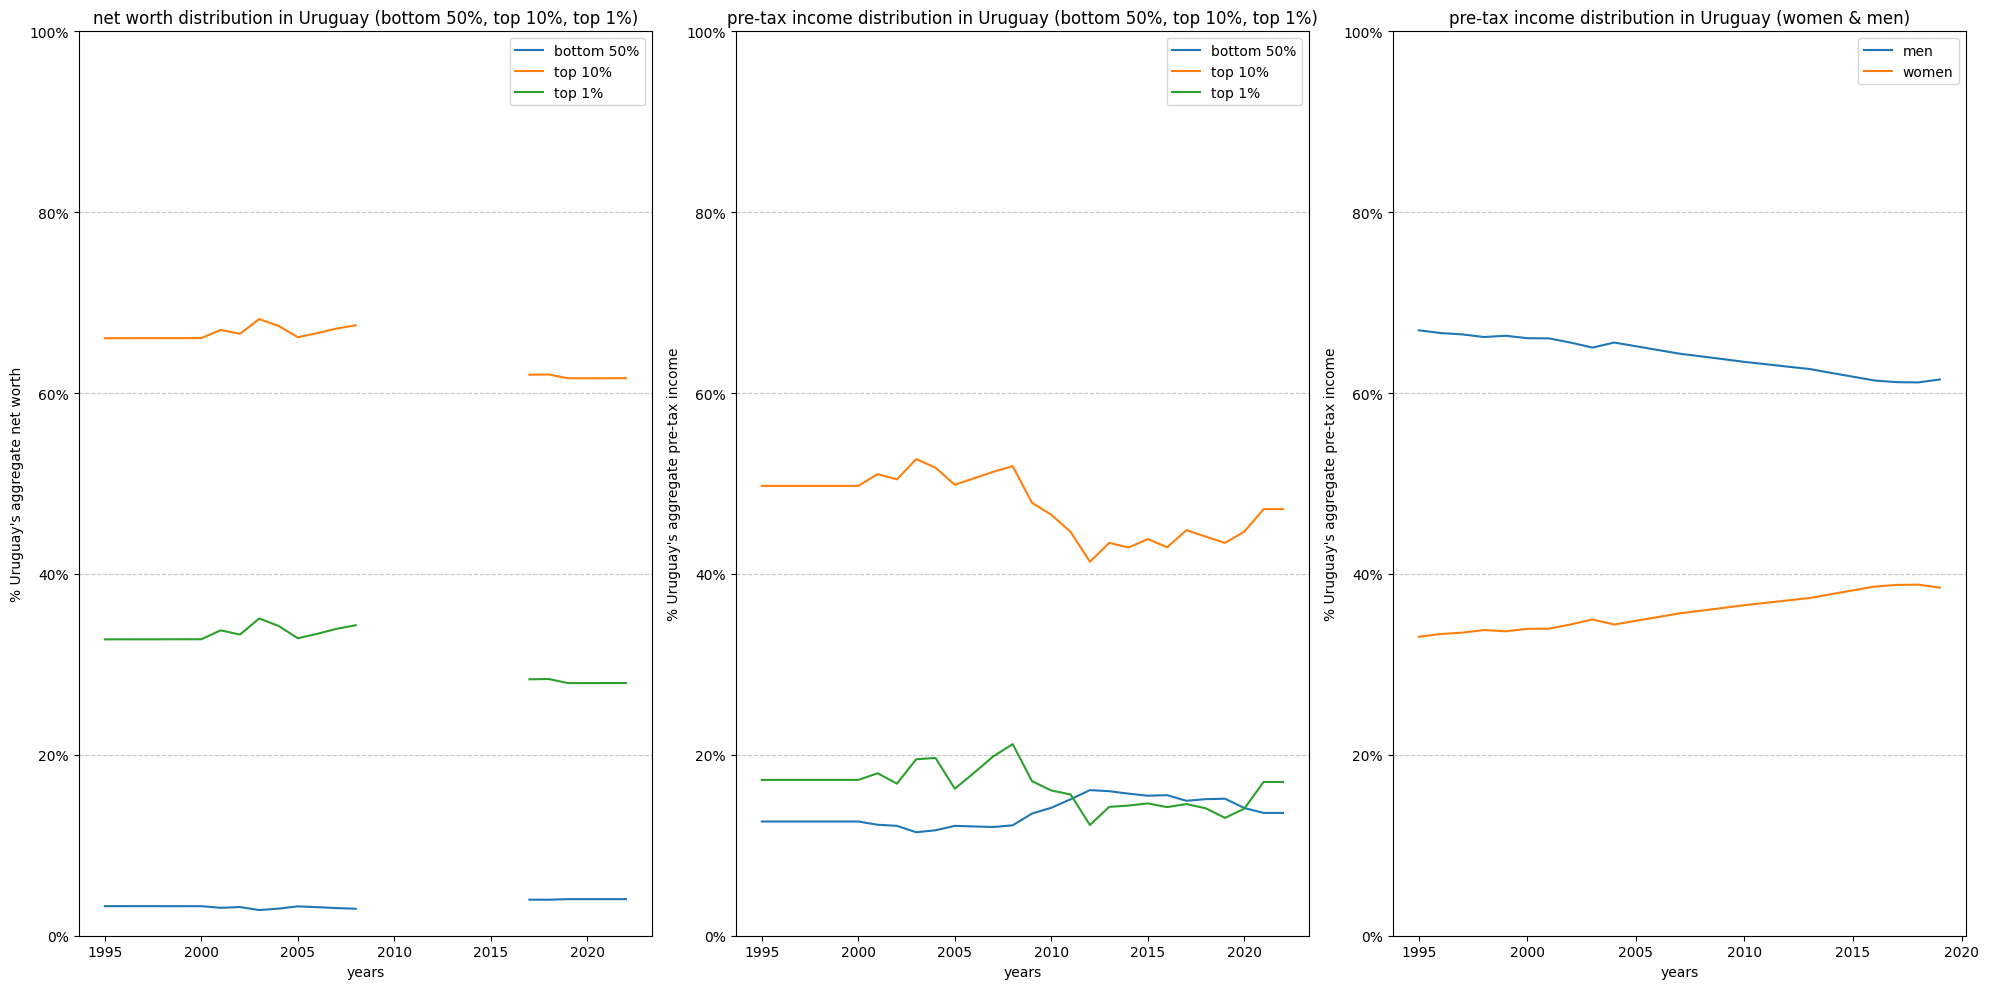 net worth distribution in Uruguay (bottom 50%, top 10%, top 1%)
100%
80%
60%
40%
20%
0%
% Uruguay's aggregate net worth
bottom 50%
top 10%
top 1%
1995
2000
2005
2010
2015
2020
years
pre-tax income distribution in Uruguay (bottom 50%, top 10%, top 1%)
100%
80%
60%
40%
20%
0%
% Uruguay's aggregate pre-tax income
bottom 50%
top 10%
top 1%
1995
2000
2005
2010
2015
2020
years
pre-tax income distribution in Uruguay (women & men)
100%
80%
60%
40%
20%
0%
% Uruguay's aggregate pre-tax income
men
women
1995
2000
2005
2010
2015
2020
years